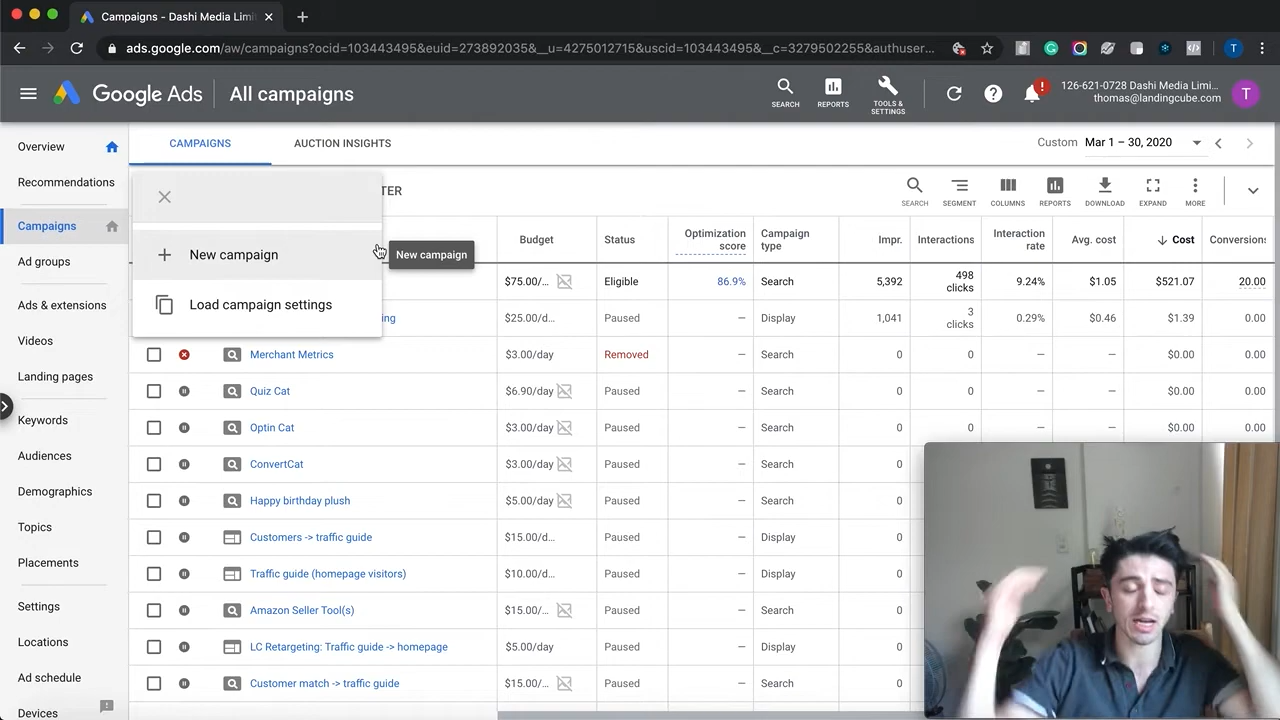 Campaigns - Dashi Media Limi
ads.google.com/aw/campaigns?ocid=103443495&euid=273892035&__u=4275012715&uscid=103443495&__c=3279502255&authuser...
T
Google Ads
All campaigns
SEARCH
REPORTS
TOOLS &
SETTINGS
126-621-0728 Dashi Media Limi...
thomas@landingcube.com
T
Overview
Recommendations
Campaigns
Ad groups
Ads & extensions
Videos
Landing pages
Keywords
Audiences
Demographics
Topics
Placements
Settings
Locations
Ad schedule
Devices
CAMPAIGNS
AUCTION INSIGHTS
Custom Mar 1 – 30, 2020
TER
SEARCH
SEGMENT
COLUMNS
REPORTS
DOWNLOAD
EXPAND
MORE
New campaign
New campaign
Load campaign settings
Budget Status Optimization score Campaign type Impr. Interactions Interaction rate Avg. cost Cost Conversions
$75.00/... Eligible 86.9% Search 5,392 498 clicks 9.24% $1.05 $521.07 20.00
ing $25.00/d... Paused — Display 1,041 3 clicks 0.29% $0.46 $1.39 0.00
Merchant Metrics $3.00/day Removed — Search 0 0 — — $0.00 0.00
Quiz Cat $6.90/day Paused — Search 0 0 — — $0.00 0.00
Optin Cat $3.00/day Paused — Search 0 0 — — $0.00 0.00
ConvertCat $3.00/day Paused — Search 0
Happy birthday plush $5.00/day Paused — Search 0
Customers -> traffic guide $15.00/d... Paused — Display 0
Traffic guide (homepage visitors) $10.00/d... Paused — Display 0
Amazon Seller Tool(s) $15.00/... Paused — Search 0
LC Retargeting: Traffic guide -> homepage $5.00/day Paused — Display 0
Customer match -> traffic guide $15.00/... Paused — Search 0